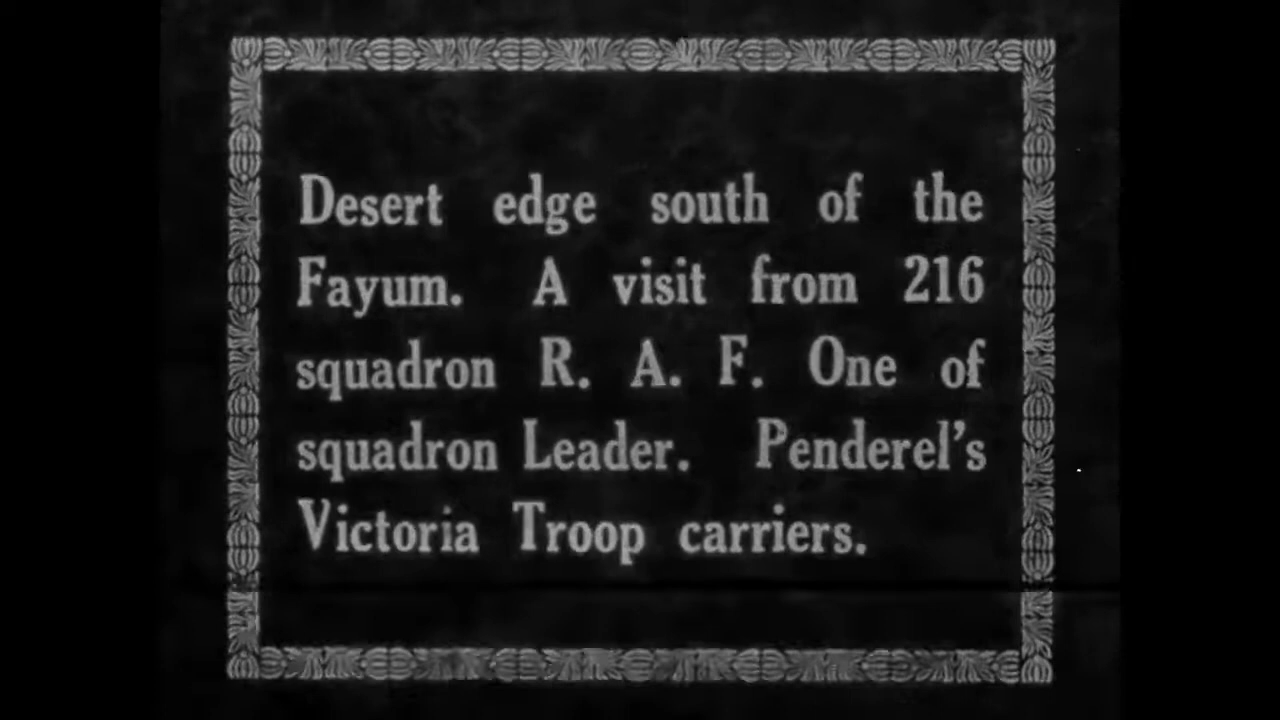 Desert edge south of the
Fayum. A visit from 216
squadron R. A. F. One of
squadron Leader. Penderel's
Victoria Troop carriers.